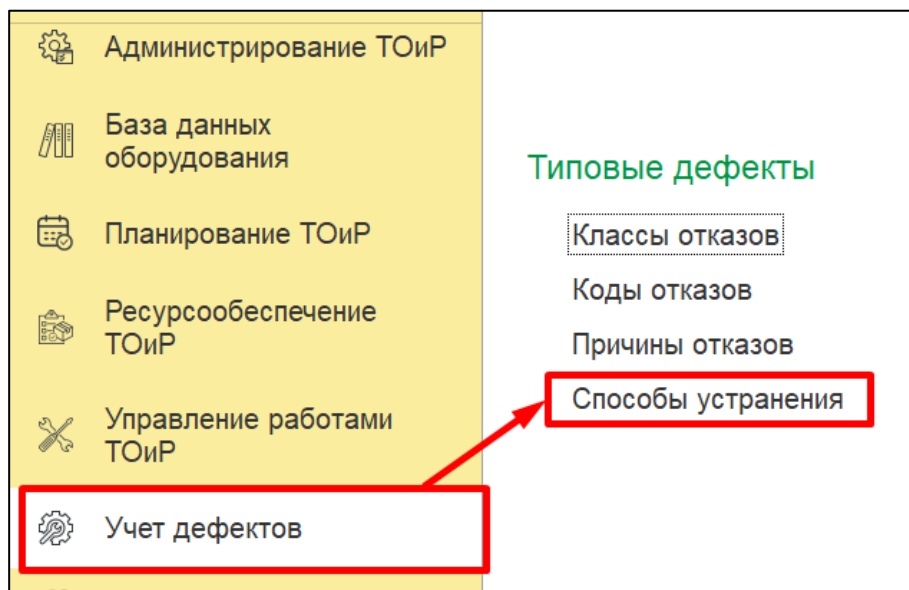 Администрирование ТОиР
База данных
оборудования
Планирование ТОиР
Ресурсообеспечение
ТОиР
Управление работами
ТОиР
Учет дефектов
Типовые дефекты
Классы отказов
Коды отказов
Причины отказов
Способы устранения